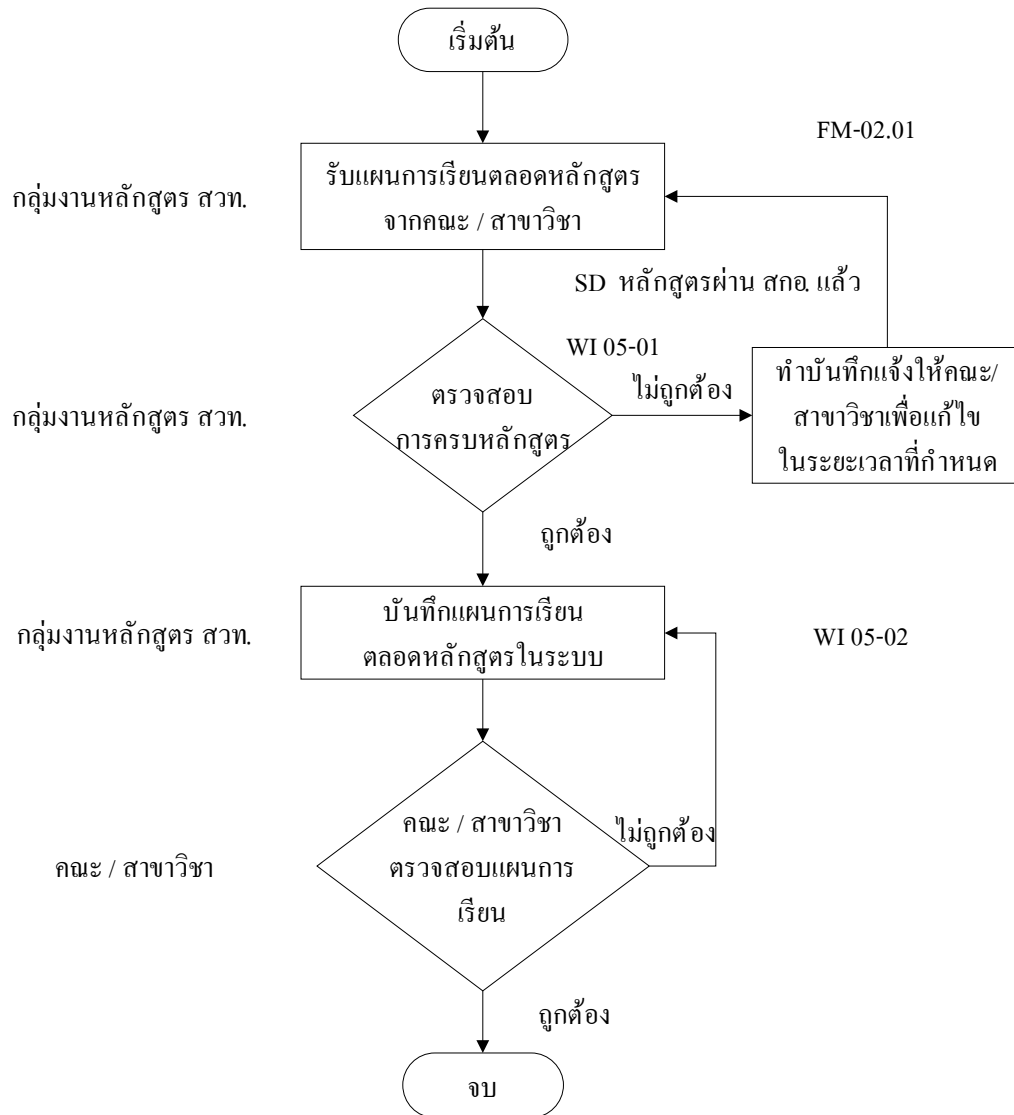 เริ่มต้น
FM-02.01
กลุ่มงานหลักสูตร สวท.
รับแผนการเรียนตลอดหลักสูตร
จากคณะ / สาขาวิชา
SD หลักสูตรผ่าน สกอ. แล้ว
WI 05-01
กลุ่มงานหลักสูตร สวท.
ตรวจสอบ
การครบหลักสูตร
ไม่ถูกต้อง
ทำบันทึกแจ้งให้คณะ/
สาขาวิชาเพื่อแก้ไข
ในระยะเวลาที่กำหนด
ถูกต้อง
กลุ่มงานหลักสูตร สวท.
บันทึกแผนการเรียน
ตลอดหลักสูตรในระบบ
WI 05-02
คณะ / สาขาวิชา
คณะ / สาขาวิชา
ตรวจสอบแผนการ
เรียน
ไม่ถูกต้อง
ถูกต้อง
จบ